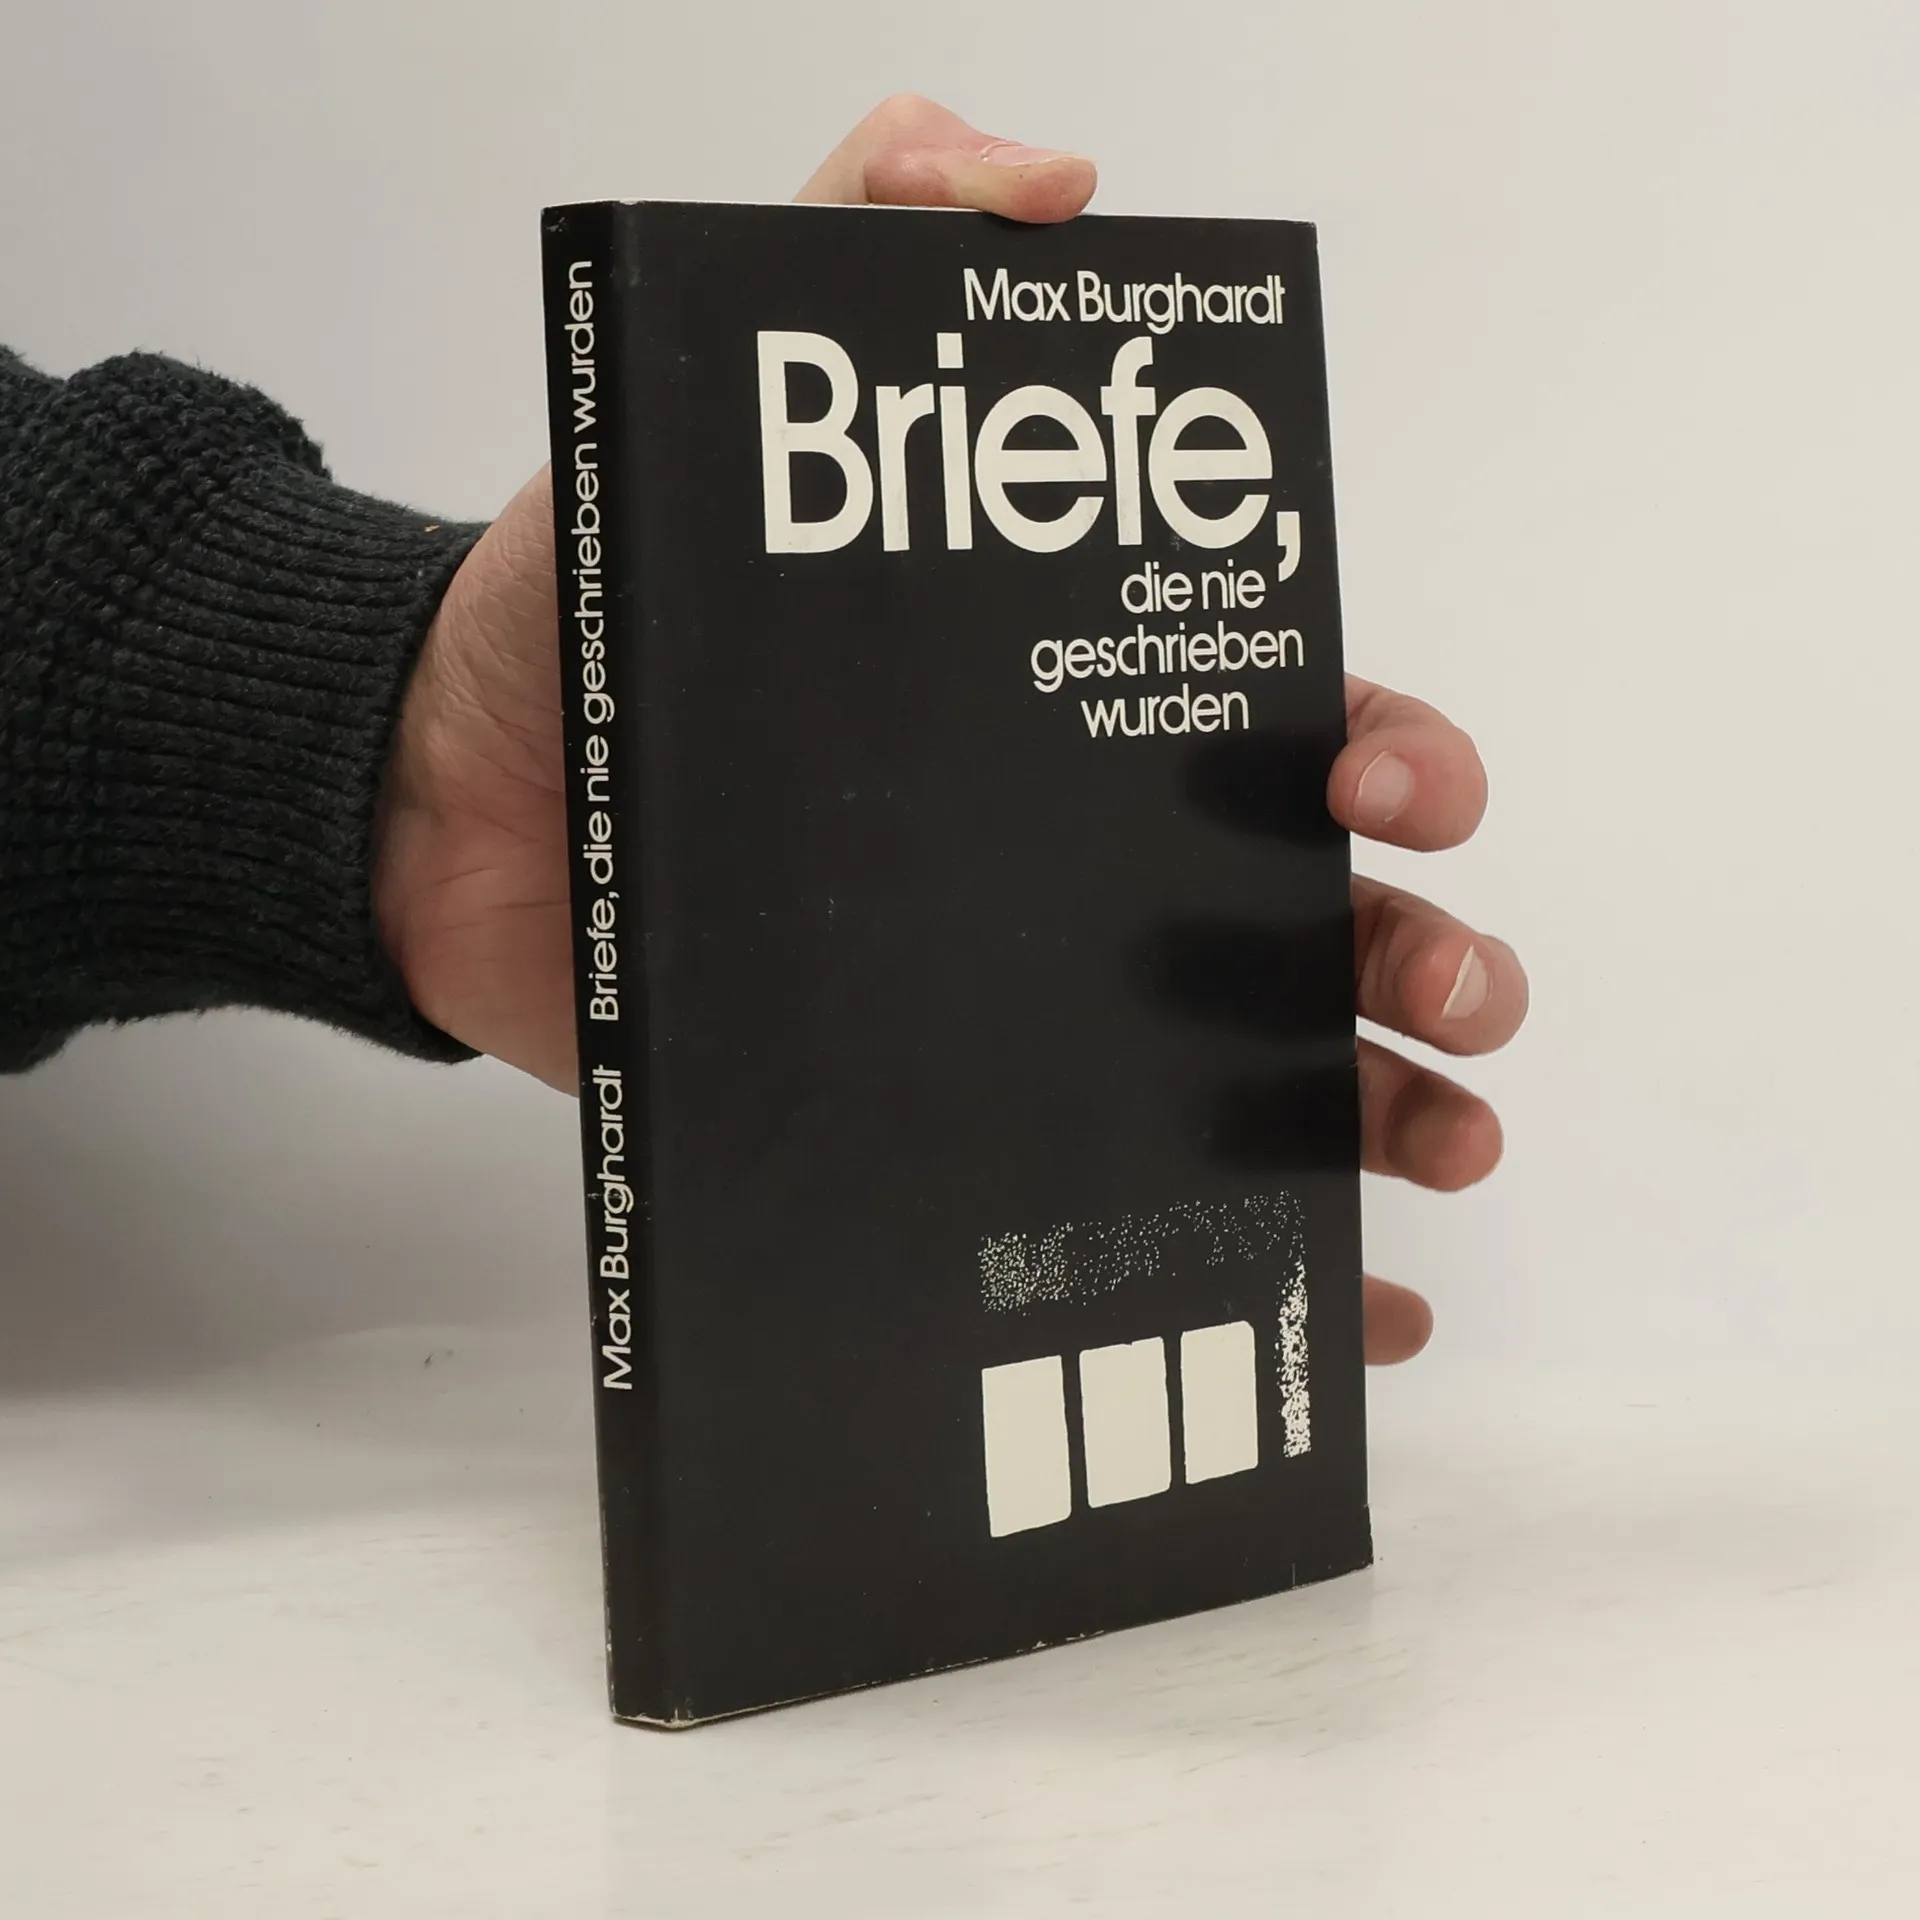 Max Burghardt
Briefe,
die nie
geschrieben
wurden
Max Burghardt Briefe, die nie geschrieben wurden